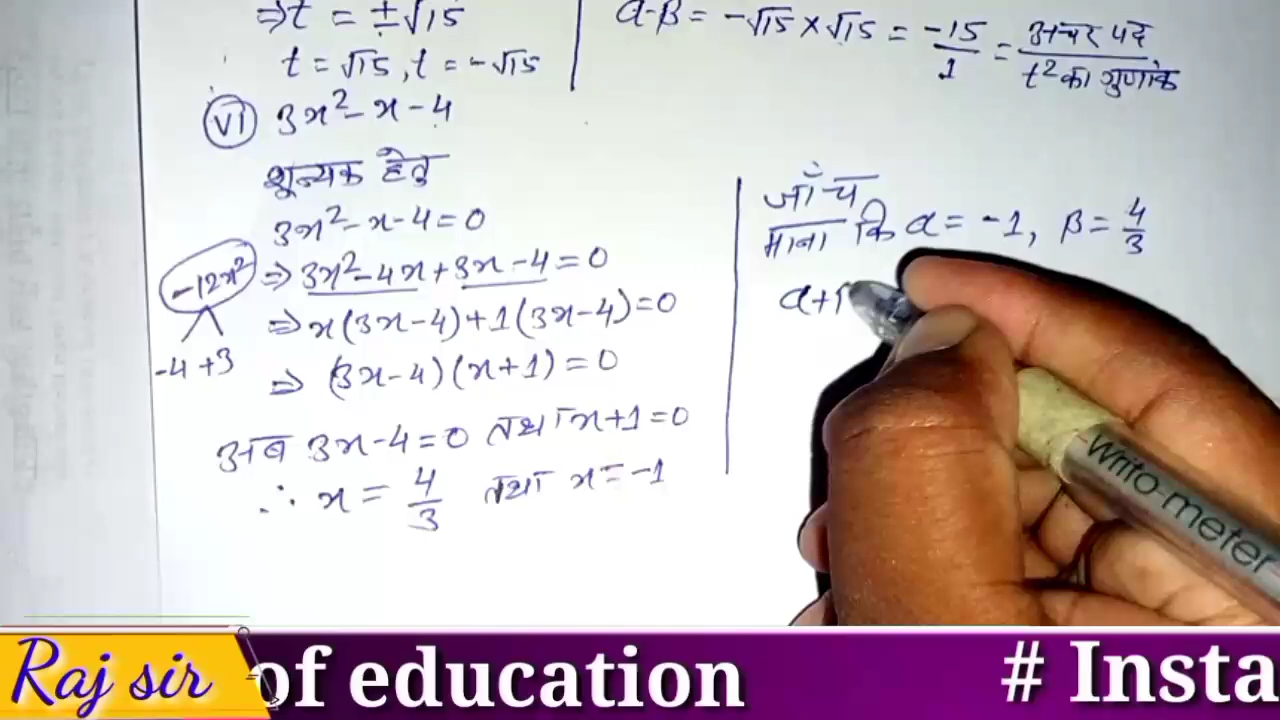 ⇒t = ±√15
t = √15, t = -√15
(vi) 3x² - x - 4
शून्यक हेतु
3x² - x - 4 = 0
-12x² ⇒ 3x² - 4x + 3x - 4 = 0
⇒ x(3x - 4) + 1(3x - 4) = 0
-4 +3
⇒ (3x - 4)(x + 1) = 0
अब 3x - 4 = 0 तथा x + 1 = 0
∴ x = 4/3 तथा x = -1
α·β = -√15 × √15 = -15/1 = अचर पद/t² का गुणांक
जाँच
माना कि α = -1, β = 4/3
α +
Writo-meter
Raj sir
of education
# Insta